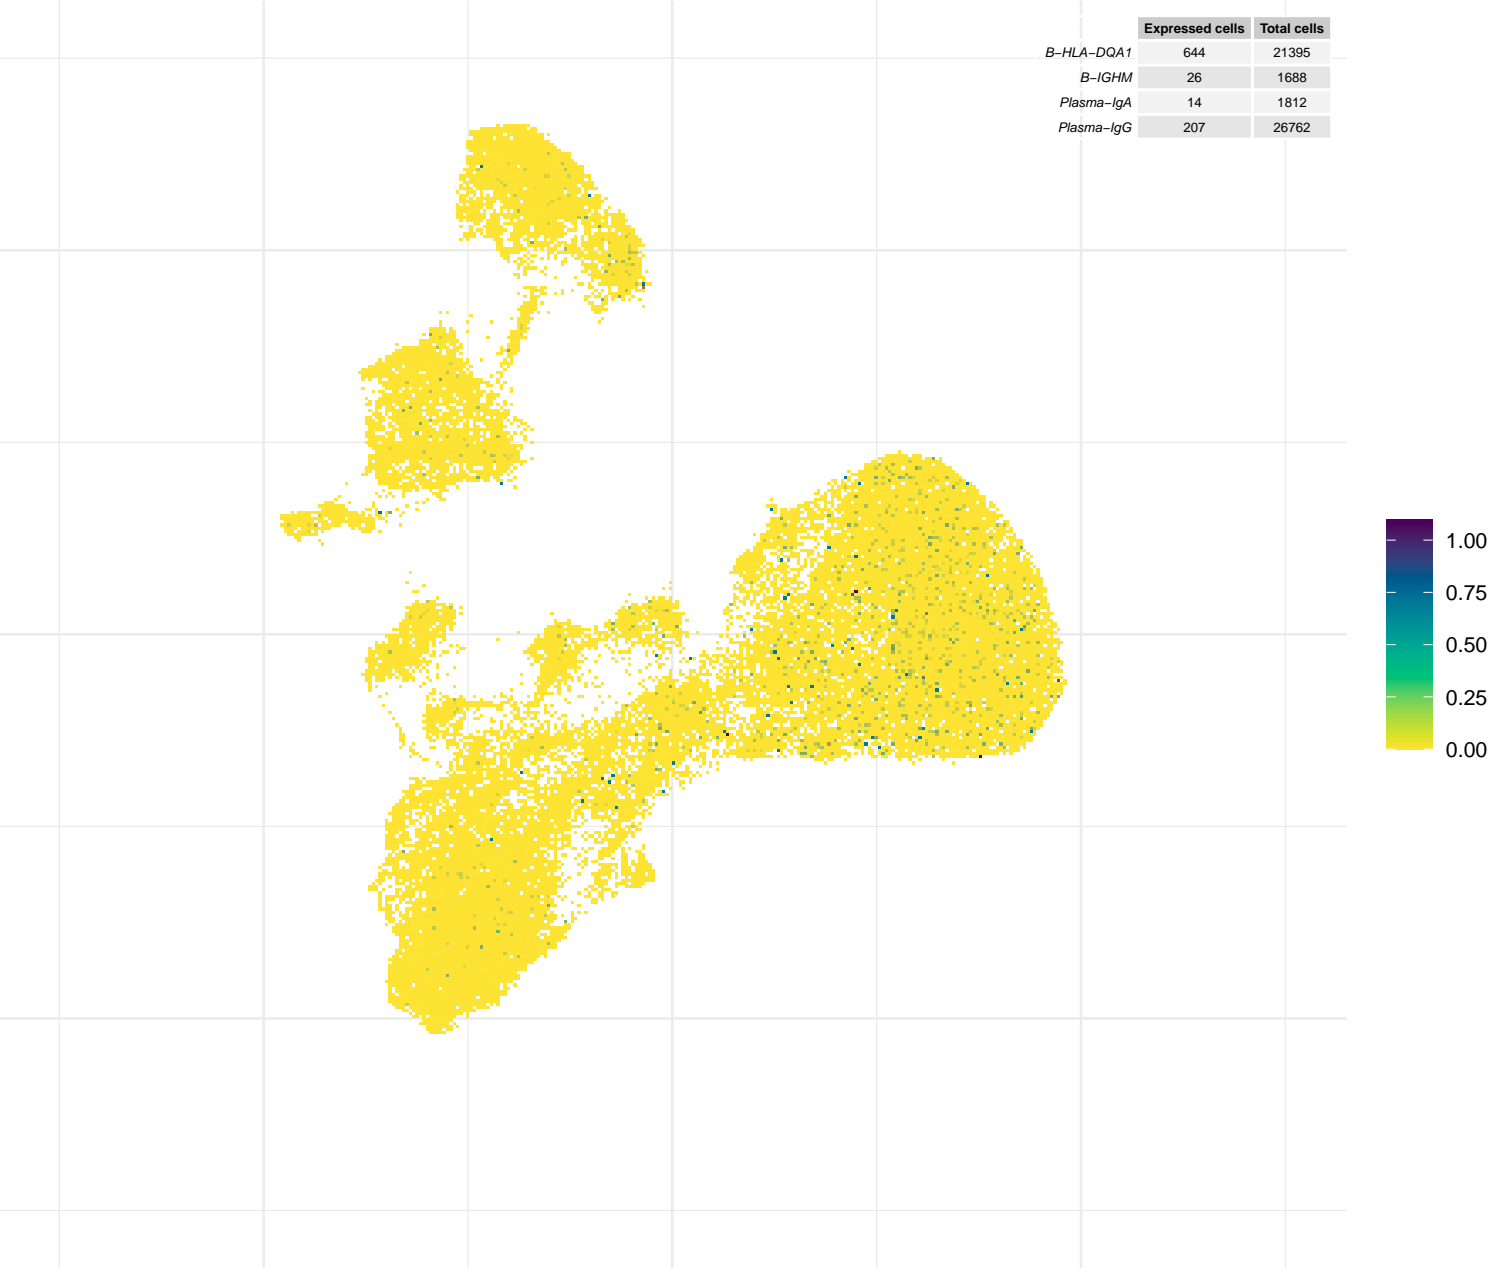 Expressed cells Total cells
B−HLA−DQA1 644 21395
B−IGHM 26 1688
Plasma−IgA 14 1812
Plasma−IgG 207 26762
1.00
0.75
0.50
0.25
0.00